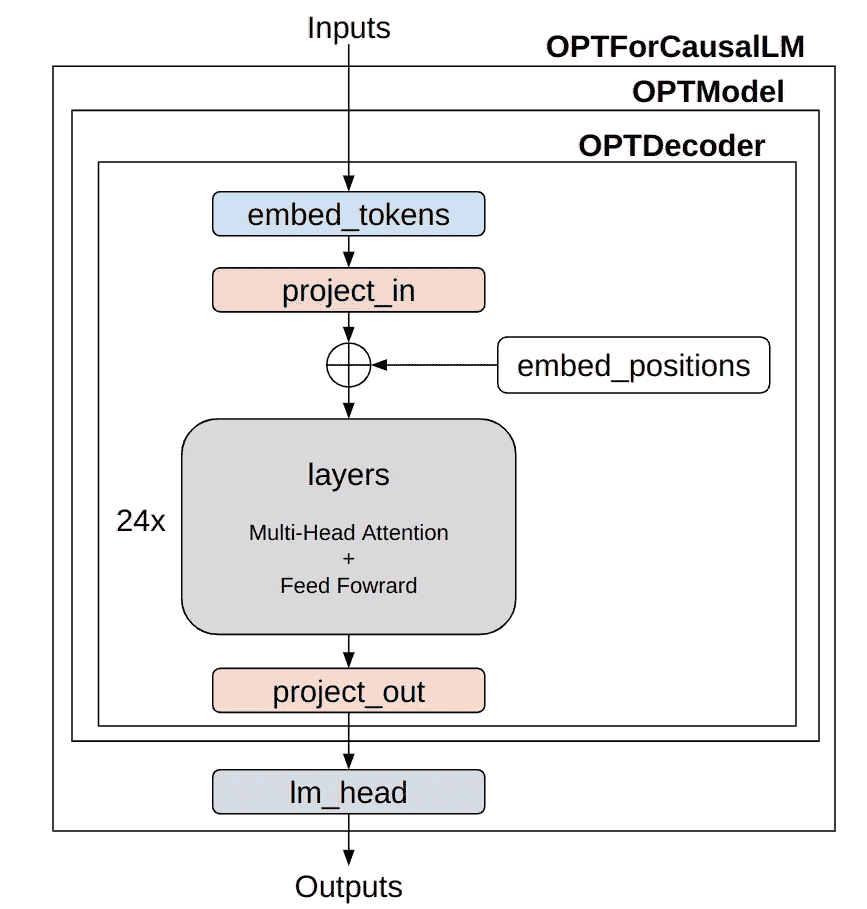 Inputs
OPTForCausalLM
OPTModel
OPTDecoder
embed_tokens
project_in
embed_positions
layers
24x
Multi-Head Attention
+
Feed Fowrard
project_out
lm_head
Outputs